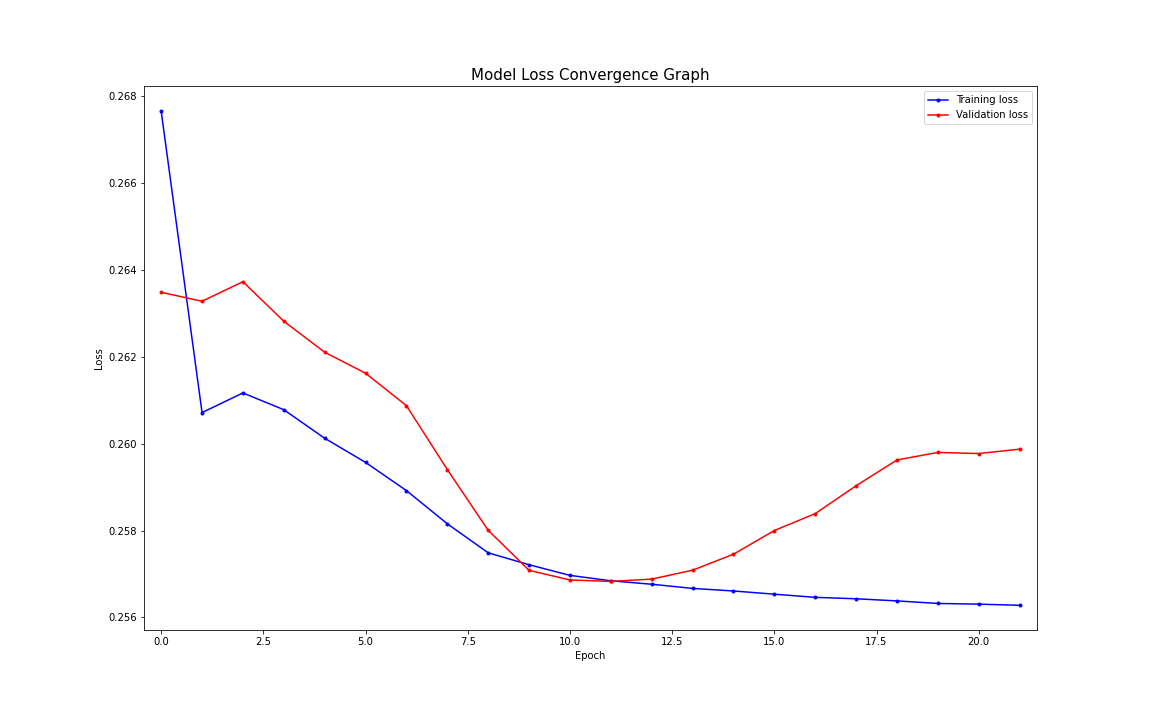 Model Loss Convergence Graph
Training loss
Validation loss
0.268
0.266
0.264
0.262
0.260
0.258
0.256
Loss
0.0 2.5 5.0 7.5 10.0 12.5 15.0 17.5 20.0
Epoch